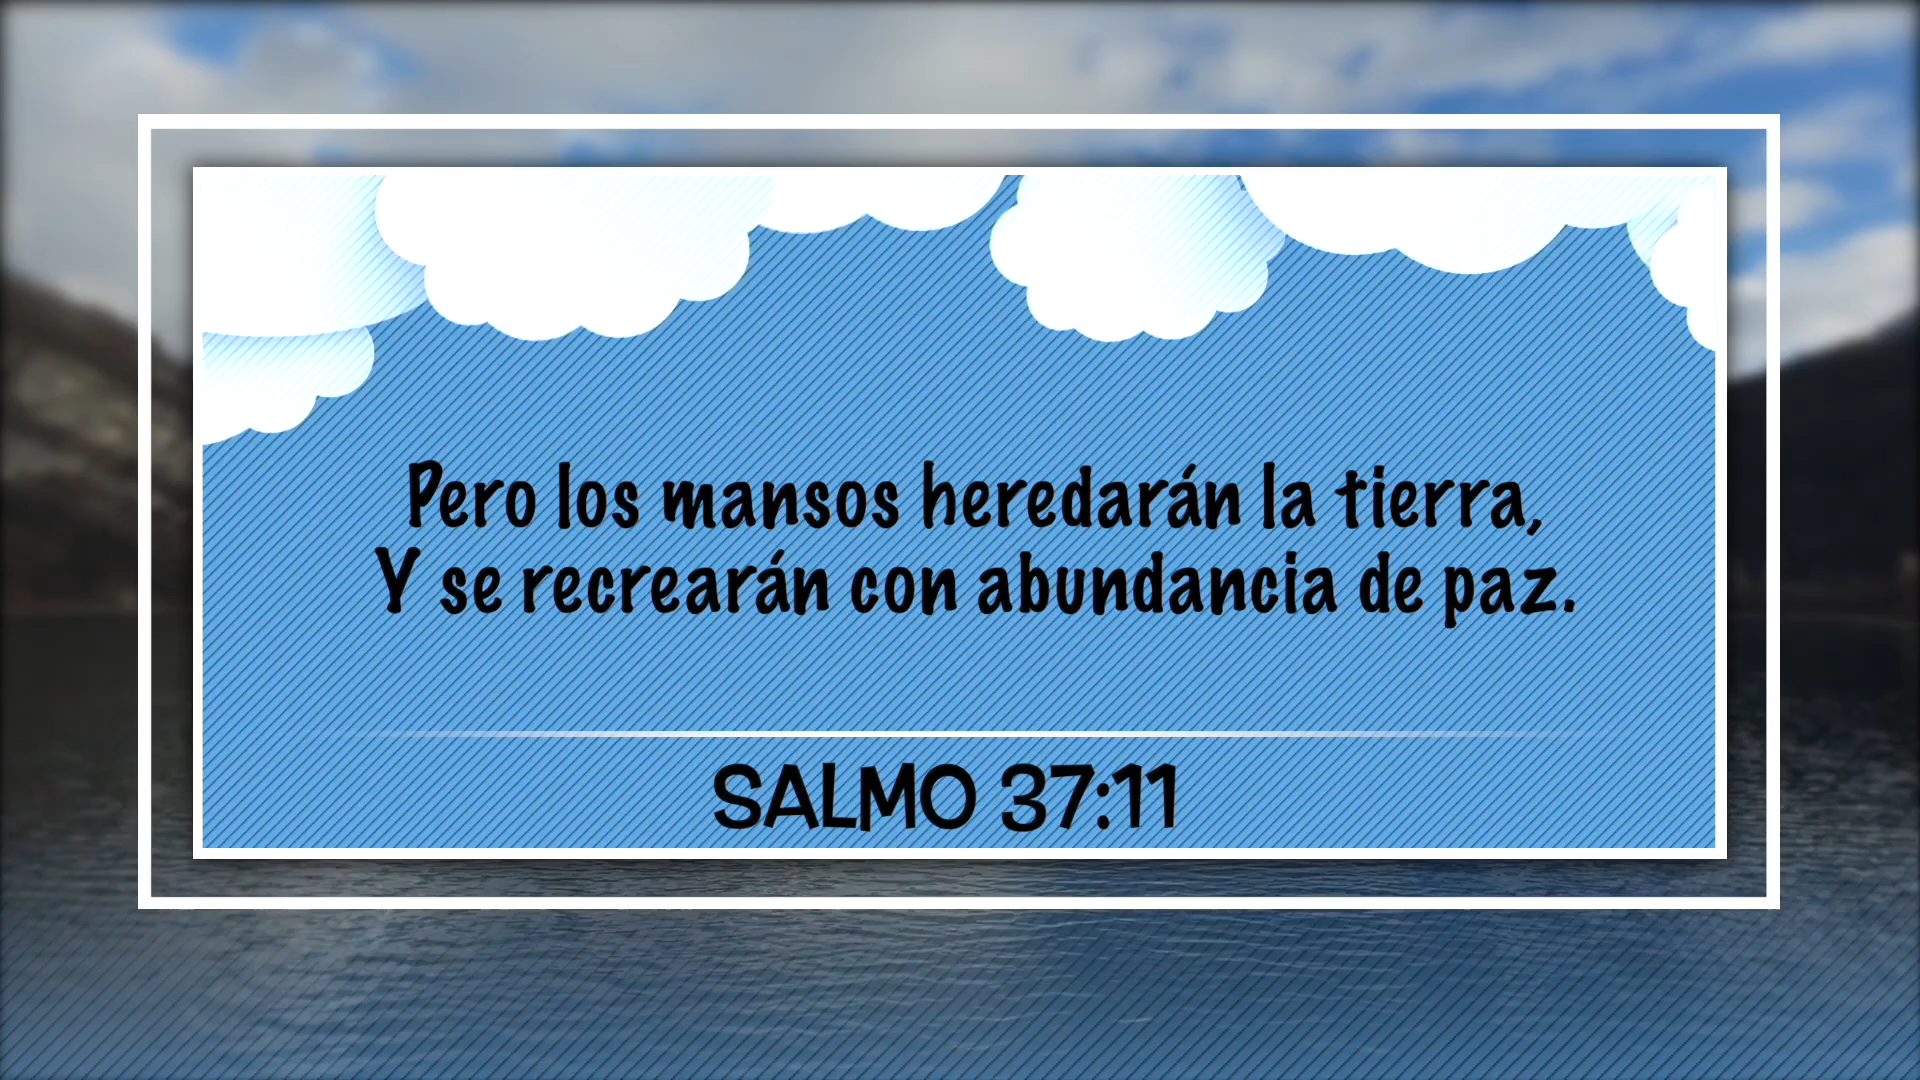 Pero los mansos heredarán la tierra,
Y se recrearán con abundancia de paz.
SALMO 37:11